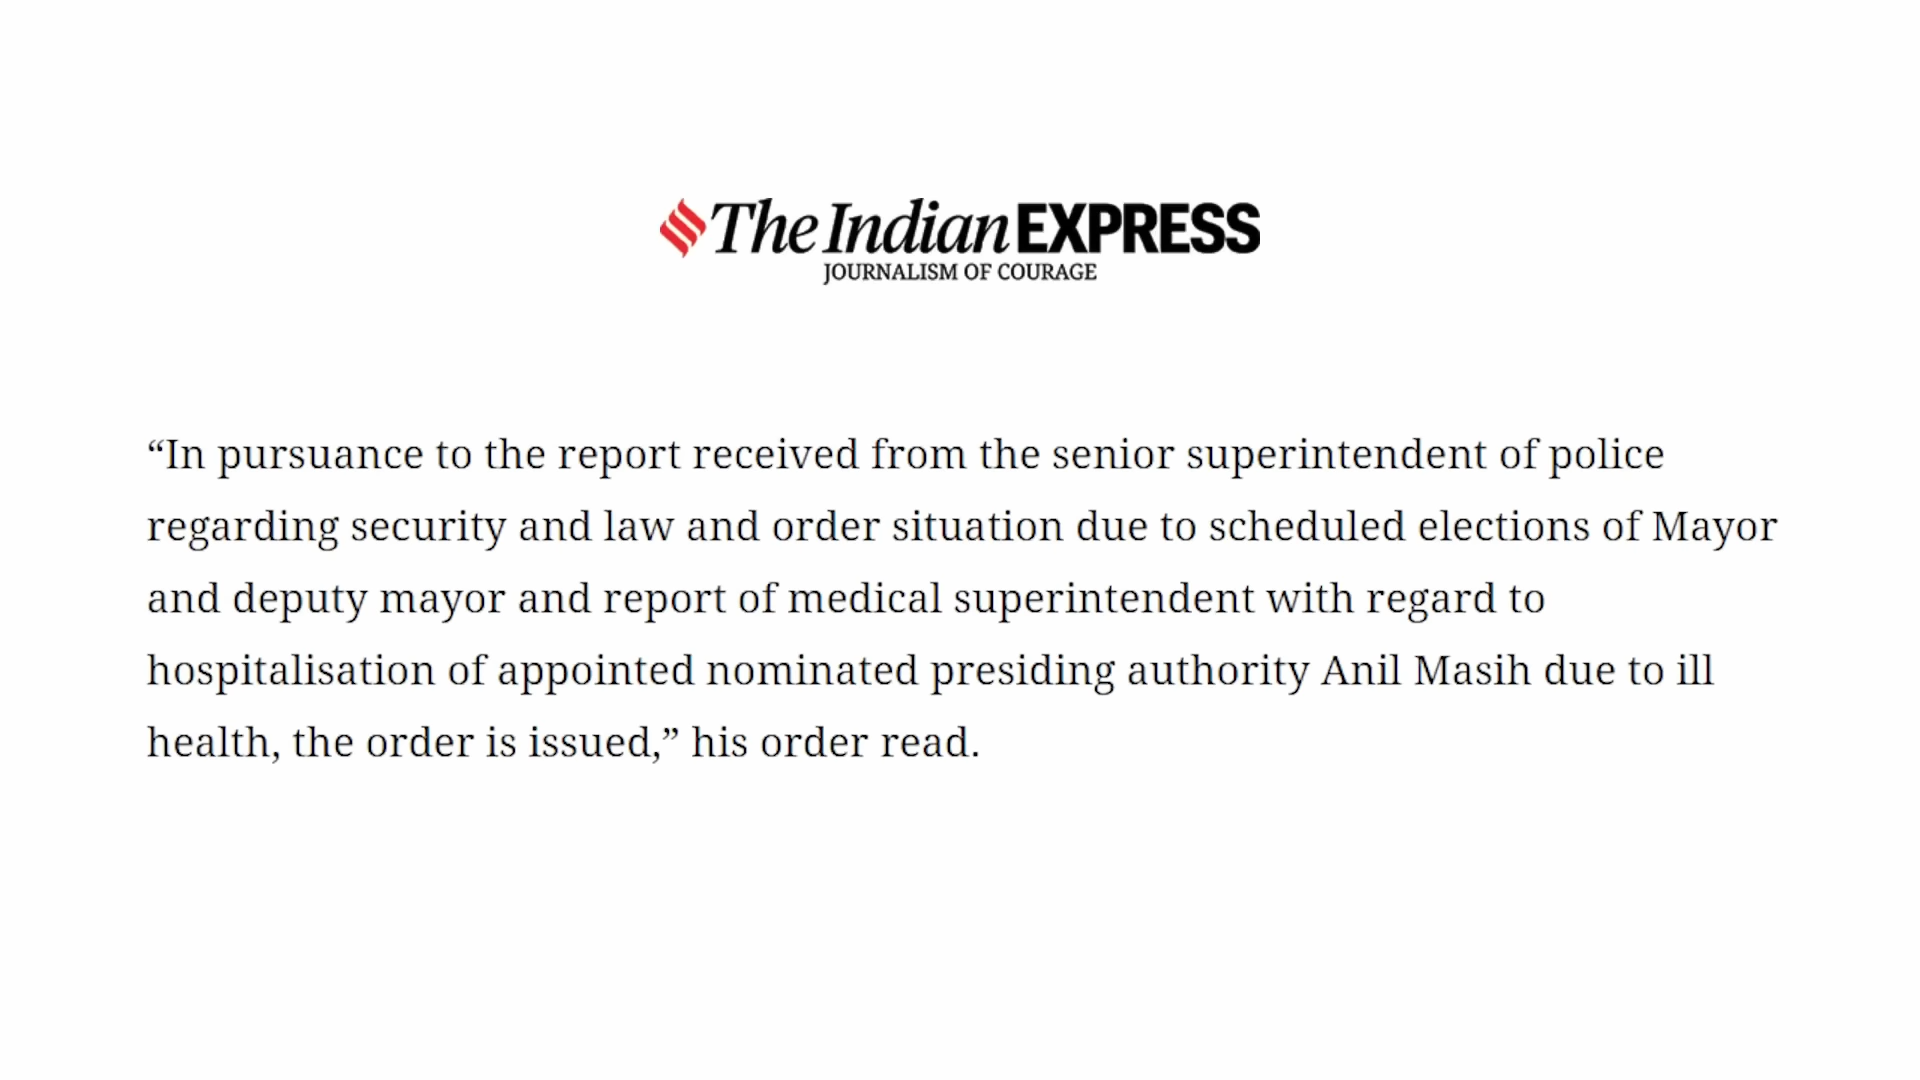 The Indian EXPRESS
JOURNALISM OF COURAGE
“In pursuance to the report received from the senior superintendent of police
regarding security and law and order situation due to scheduled elections of Mayor
and deputy mayor and report of medical superintendent with regard to
hospitalisation of appointed nominated presiding authority Anil Masih due to ill
health, the order is issued,” his order read.